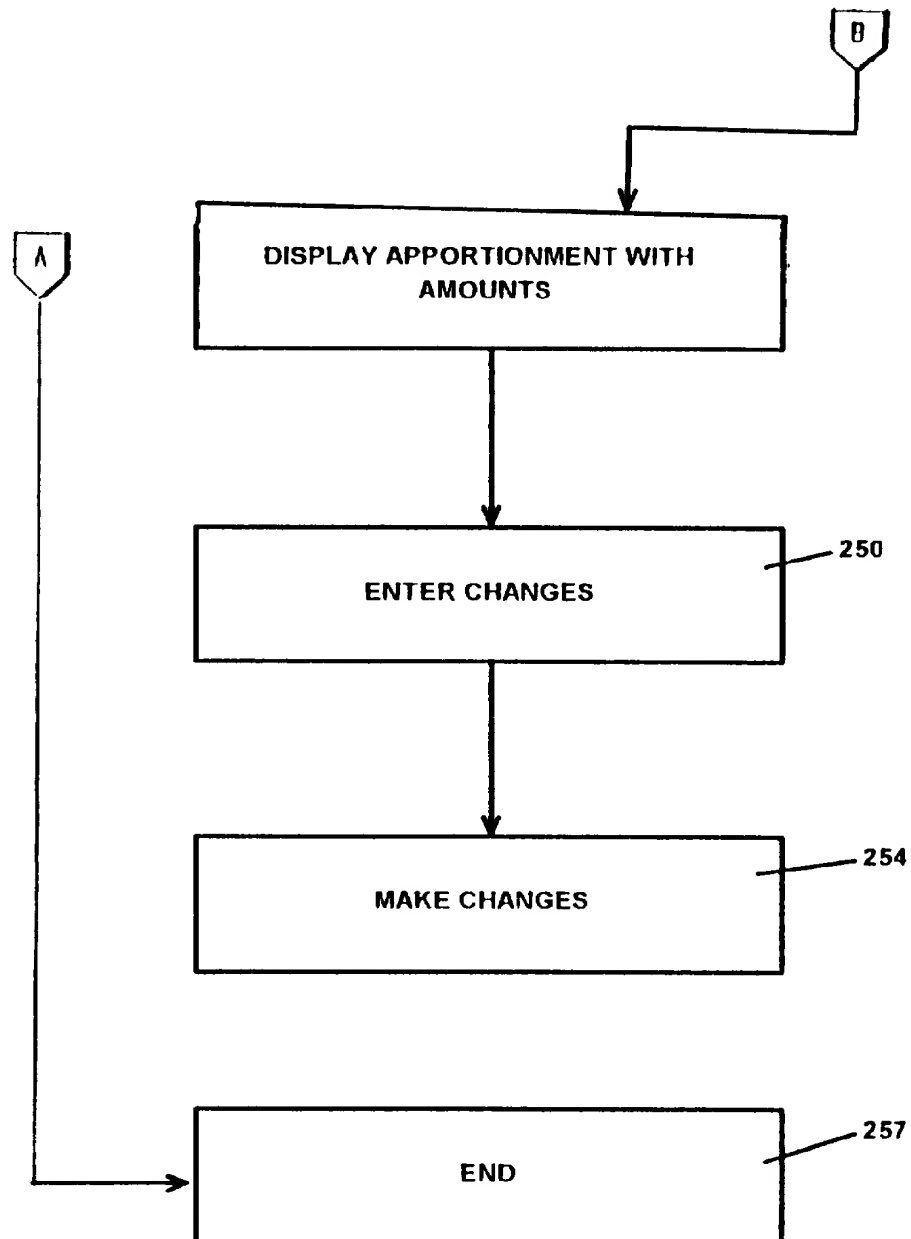 B
A
DISPLAY APPORTIONMENT WITH
AMOUNTS
250
ENTER CHANGES
254
MAKE CHANGES
257
END